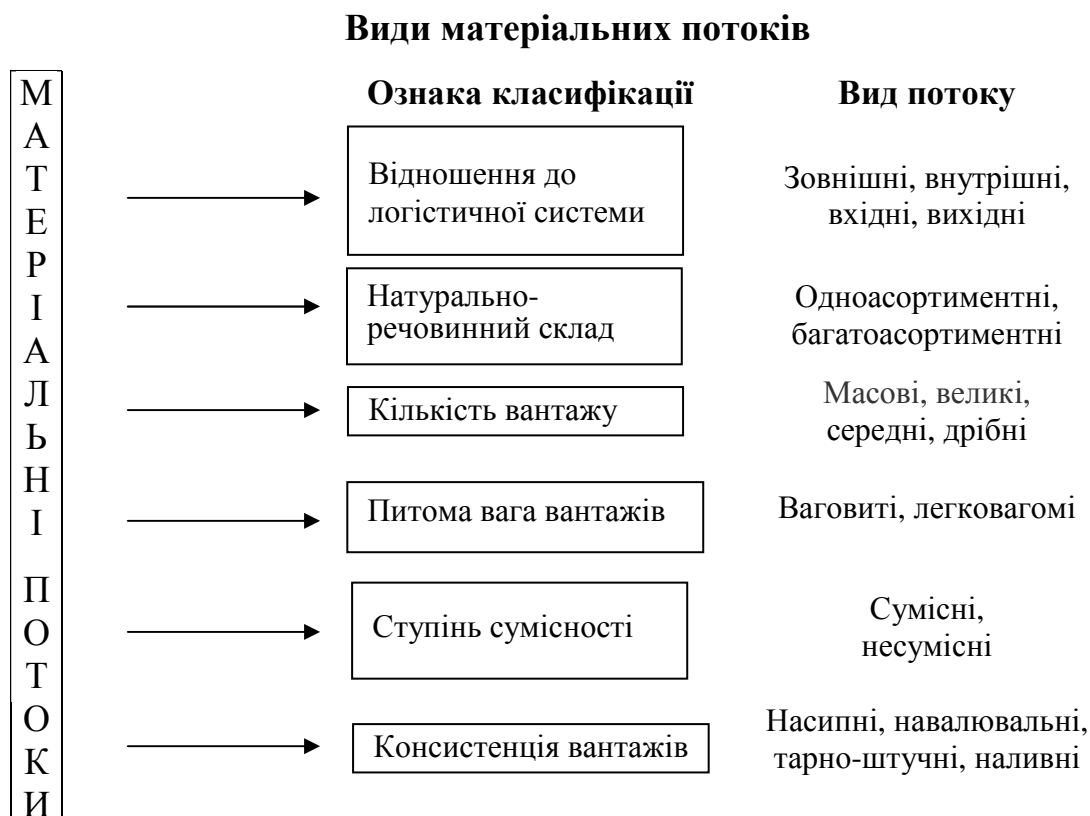 Види матеріальних потоків
МАТЕРІАЛЬНІ ПОТОКИ
Ознака класифікації
Вид потоку
Відношення до
логістичної системи
Зовнішні, внутрішні,
вхідні, вихідні
Натурально-
речовинний склад
Одноасортиментні,
багатоасортиментні
Кількість вантажу
Масові, великі,
середні, дрібні
Питома вага вантажів
Ваговиті, легковагомі
Ступінь сумісності
Сумісні,
несумісні
Консистенція вантажів
Насипні, навалювальні,
тарно-штучні, наливні